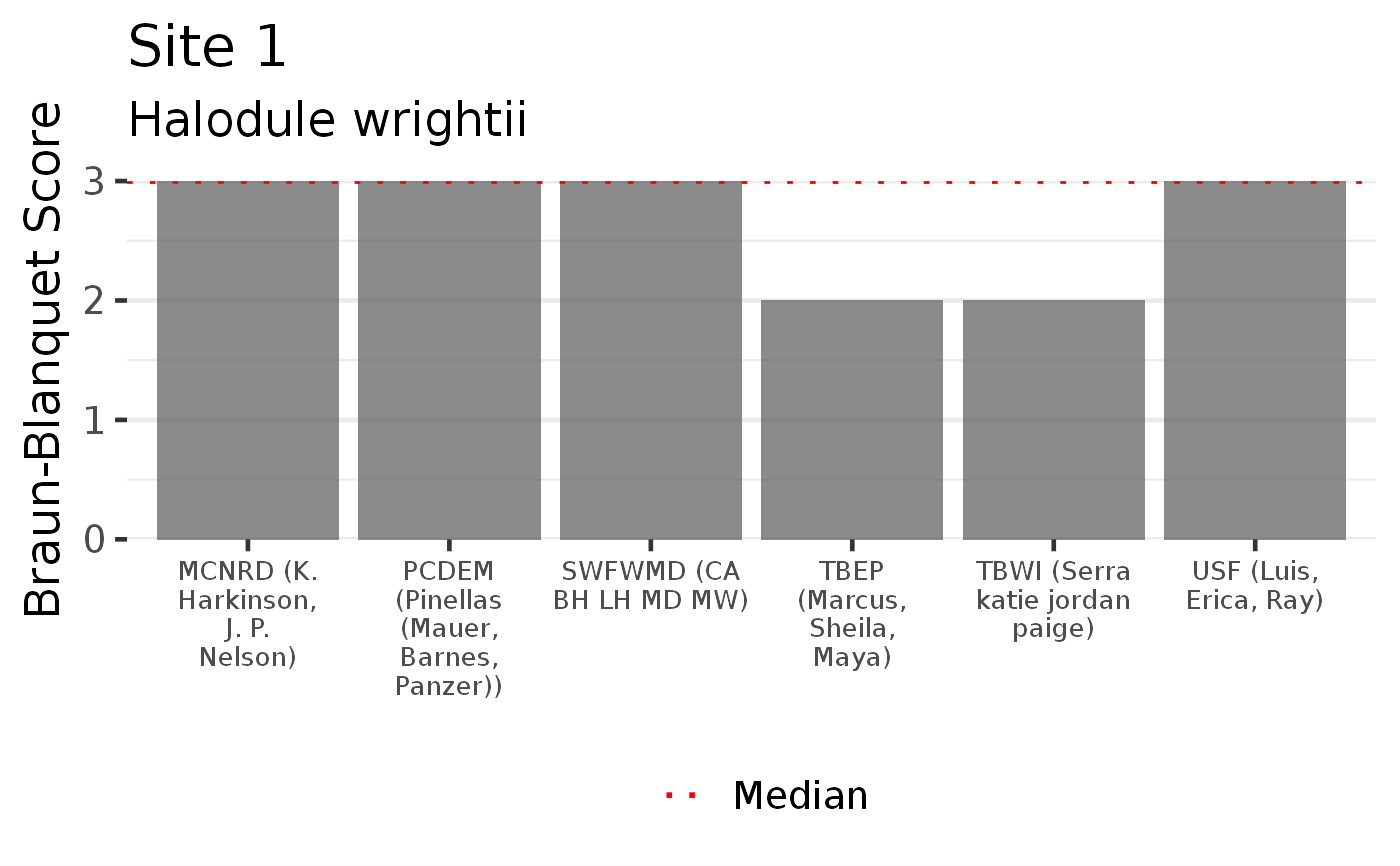 Site 1
Halodule wrightii
Braun-Blanquet Score
3
2
1
0
MCNRD (K.
Harkinson,
J. P.
Nelson)
PCDEM
(Pinellas
(Mauer,
Barnes,
Panzer))
SWFWMD (CA
BH LH MD MW)
TBEP
(Marcus,
Sheila,
Maya)
TBWI (Serra
katie jordan
paige)
USF (Luis,
Erica, Ray)
Median